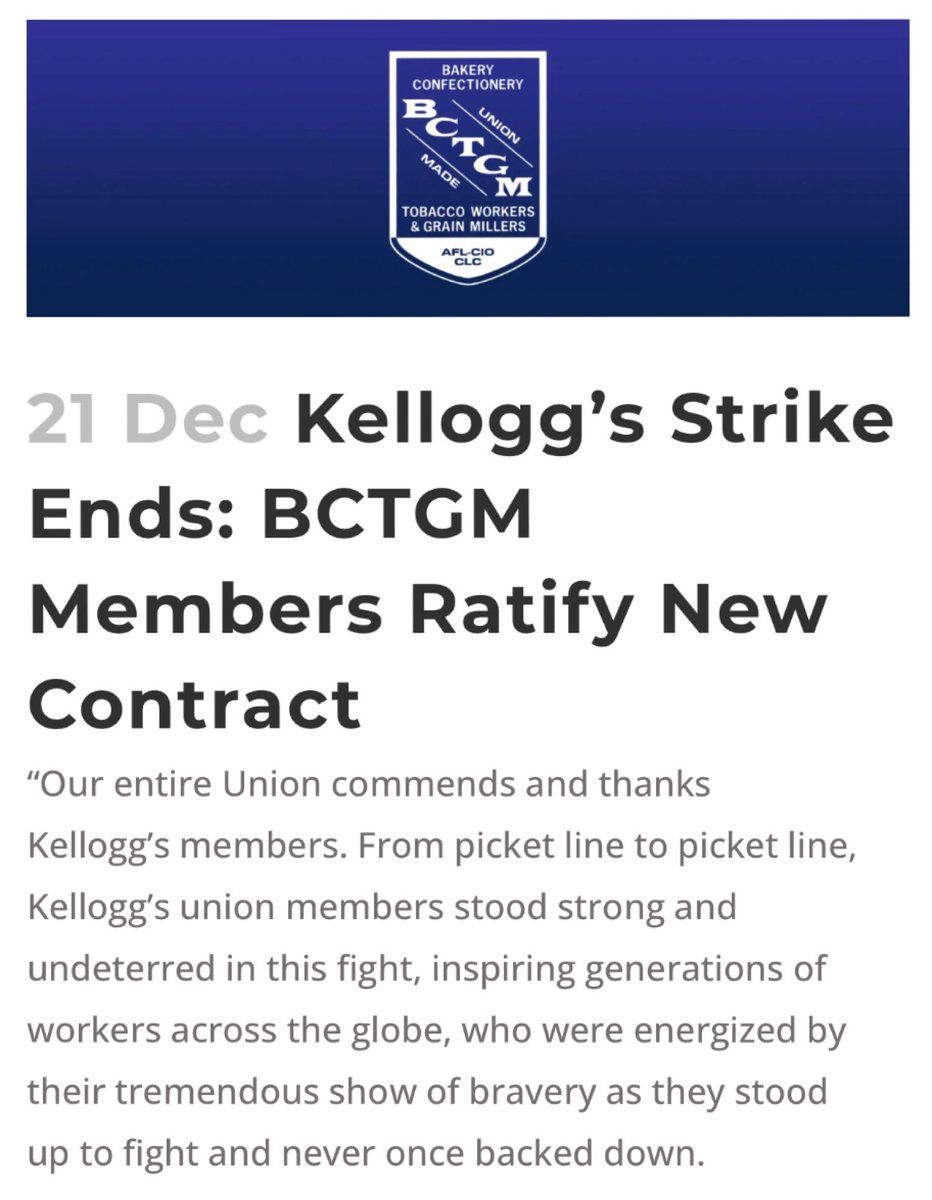 BAKERY
CONFECTIONERY
BCTGM
UNION
MADE
TOBACCO WORKERS
& GRAIN MILLERS
AFL-CIO
CLC
21 Dec Kellogg’s Strike
Ends: BCTGM
Members Ratify New
Contract
“Our entire Union commends and thanks
Kellogg’s members. From picket line to picket line,
Kellogg’s union members stood strong and
undeterred in this fight, inspiring generations of
workers across the globe, who were energized by
their tremendous show of bravery as they stood
up to fight and never once backed down.